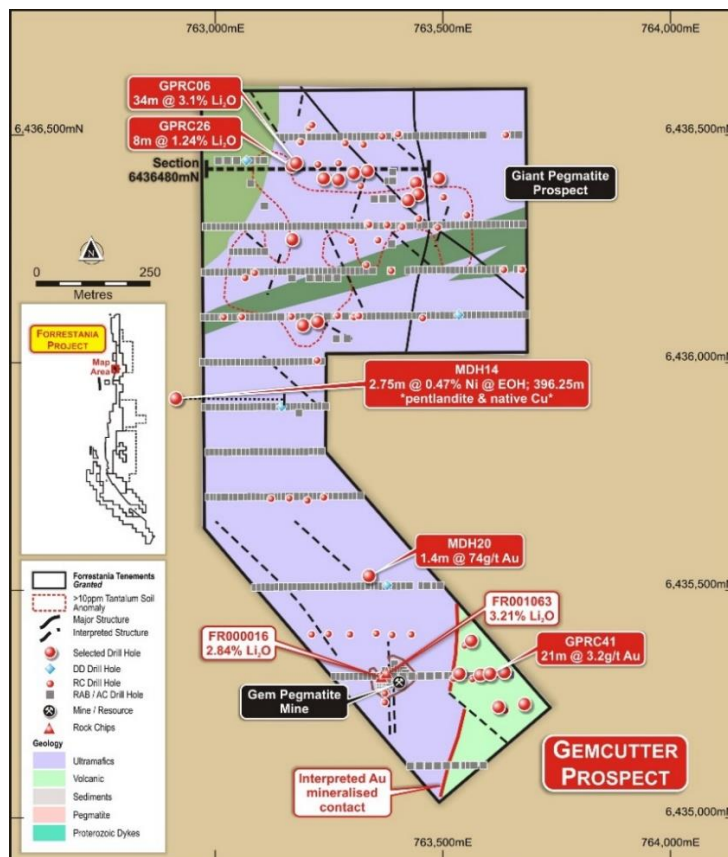 763,000mE
763,500mE
764,000mE
6,436,500mN
6,436,500mN
GPRC06
34m @ 3.1% Li₂O
GPRC26
8m @ 1.24% Li₂O
Section
6436480mN
Giant Pegmatite
Prospect
N
0
250
Metres
FORRESTANIA
PROJECT
Map
Area
6,436,000mN
MDH14
2.75m @ 0.47% Ni @ EOH; 396.25m
*pentlandite & native Cu*
MDH20
1.4m @ 74g/t Au
6,435,500mN
FR001063
3.21% Li₂O
FR000016
2.84% Li₂O
GPRC41
21m @ 3.2g/t Au
Gem Pegmatite
Mine
GEMCUTTER
PROSPECT
Interpreted Au
mineralised
contact
6,435,000mN
763,500mE
764,000mE
Forrestania Tenements
Granted
>10ppm Tantalum Soil
Anomaly
Major Structure
Interpreted Structure
Selected Drill Hole
DD Drill Hole
RC Drill Hole
RAB / AC Drill Hole
Mine / Resource
Rock Chips
Geology
Ultramafics
Volcanic
Sediments
Pegmatite
Proterozoic Dykes